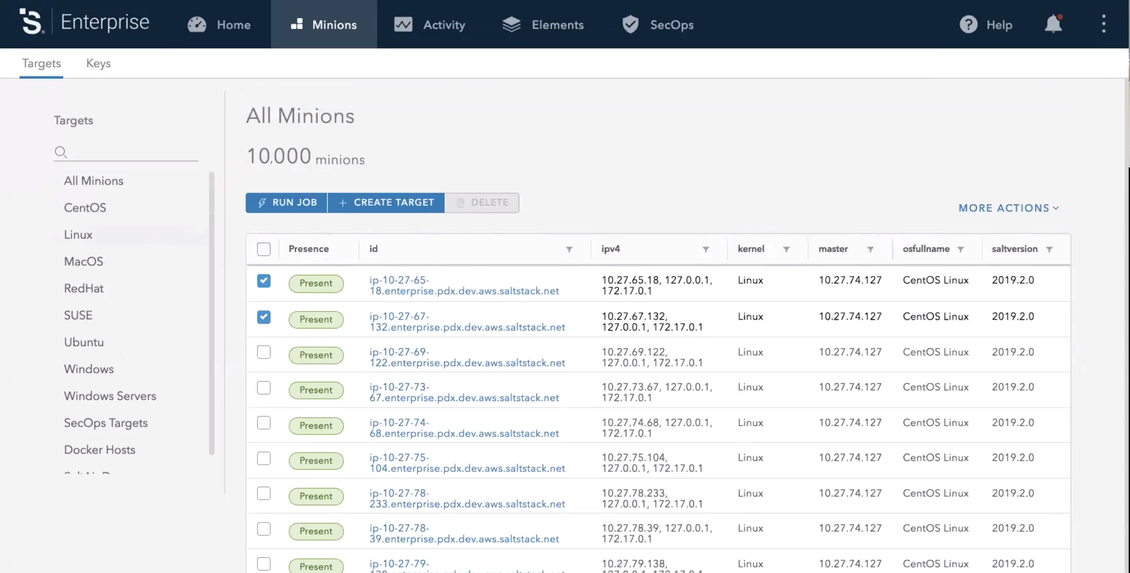 Enterprise
Home
Minions
Activity
Elements
SecOps
Help
Targets
Keys
Targets
All Minions
CentOS
Linux
MacOS
RedHat
SUSE
Ubuntu
Windows
Windows Servers
SecOps Targets
Docker Hosts
All Minions
10,000 minions
RUN JOB
CREATE TARGET
DELETE
MORE ACTIONS
Presence id ipv4 kernel master osfullname saltversion
Present ip-10-27-65- 10.27.65.18, 127.0.0.1, Linux 10.27.74.127 CentOS Linux 2019.2.0
18.enterprise.pdx.dev.aws.saltstack.net 172.17.0.1
Present ip-10-27-67- 10.27.67.132, Linux 10.27.74.127 CentOS Linux 2019.2.0
132.enterprise.pdx.dev.aws.saltstack.net 127.0.0.1, 172.17.0.1
Present ip-10-27-69- 10.27.69.122, Linux 10.27.74.127 CentOS Linux 2019.2.0
122.enterprise.pdx.dev.aws.saltstack.net 127.0.0.1, 172.17.0.1
Present ip-10-27-73- 10.27.73.67, 127.0.0.1, Linux 10.27.74.127 CentOS Linux 2019.2.0
67.enterprise.pdx.dev.aws.saltstack.net 172.17.0.1
Present ip-10-27-74- 10.27.74.68, 127.0.0.1, Linux 10.27.74.127 CentOS Linux 2019.2.0
68.enterprise.pdx.dev.aws.saltstack.net 172.17.0.1
Present ip-10-27-75- 10.27.75.104, Linux 10.27.74.127 CentOS Linux 2019.2.0
104.enterprise.pdx.dev.aws.saltstack.net 127.0.0.1, 172.17.0.1
Present ip-10-27-78- 10.27.78.233, Linux 10.27.74.127 CentOS Linux 2019.2.0
233.enterprise.pdx.dev.aws.saltstack.net 127.0.0.1, 172.17.0.1
Present ip-10-27-78- 10.27.78.39, 127.0.0.1, Linux 10.27.74.127 CentOS Linux 2019.2.0
39.enterprise.pdx.dev.aws.saltstack.net 172.17.0.1
Present ip-10-27-79- 10.27.79.138, Linux 10.27.74.127 CentOS Linux 2019.2.0